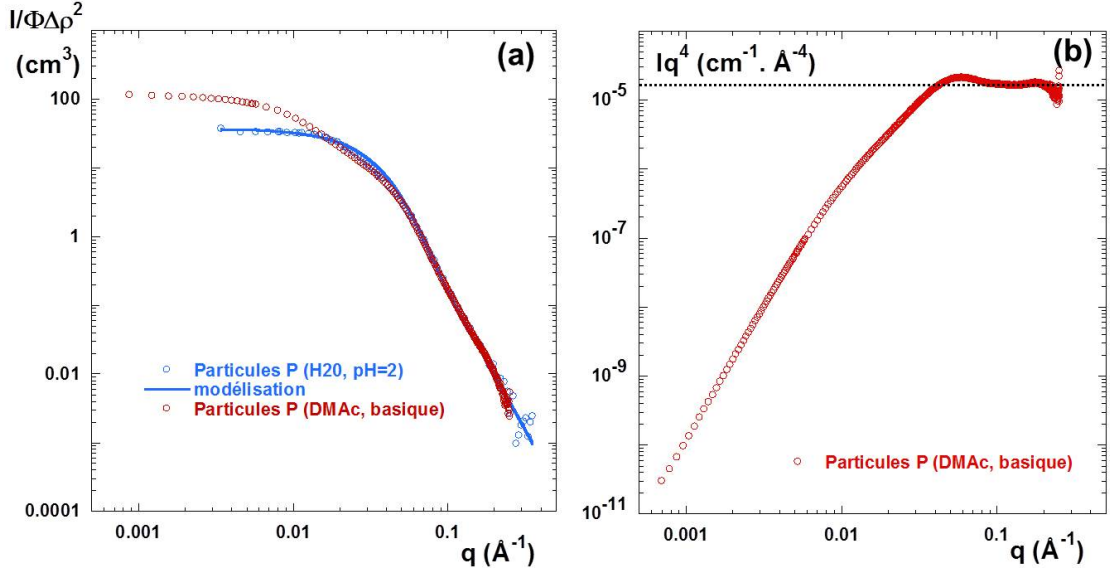 I/ΦΔρ²
(cm³)
(a)
100
1
0.01
0.0001
Particules P (H20, pH=2)
modélisation
Particules P (DMAc, basique)
0.001
0.01
0.1
q (Å⁻¹)
Iq⁴ (cm⁻¹. Å⁻⁴)
(b)
10⁻⁵
10⁻⁷
10⁻⁹
10⁻¹¹
Particules P (DMAc, basique)
0.001
0.01
0.1
q (Å⁻¹)